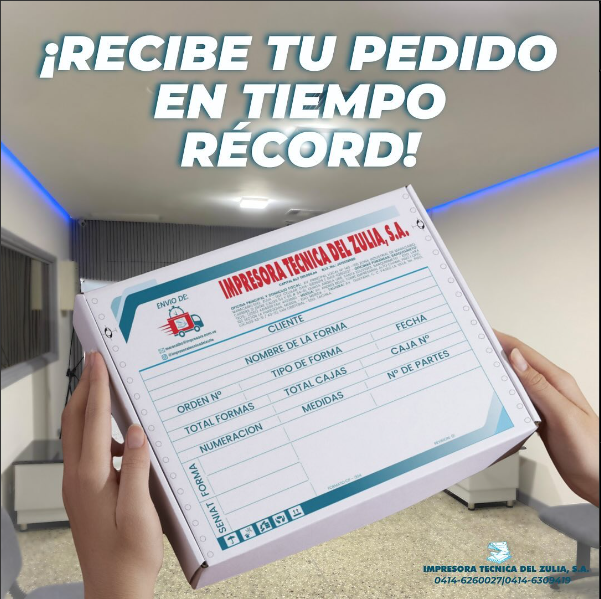 ¡RECIBE TU PEDIDO
EN TIEMPO
RÉCORD!
ENVIO DE:
IMPRESORA TECNICA DEL ZULIA, S.A.
CLIENTE
NOMBRE DE LA FORMA
ORDEN Nº
TIPO DE FORMA
FECHA
TOTAL FORMAS
TOTAL CAJAS
CAJA Nº
NUMERACION
MEDIDAS
Nº DE PARTES
SENIAT FORMA
IMPRESORA TECNICA DEL ZULIA, S.A.
0414-6260027|0414-6309419